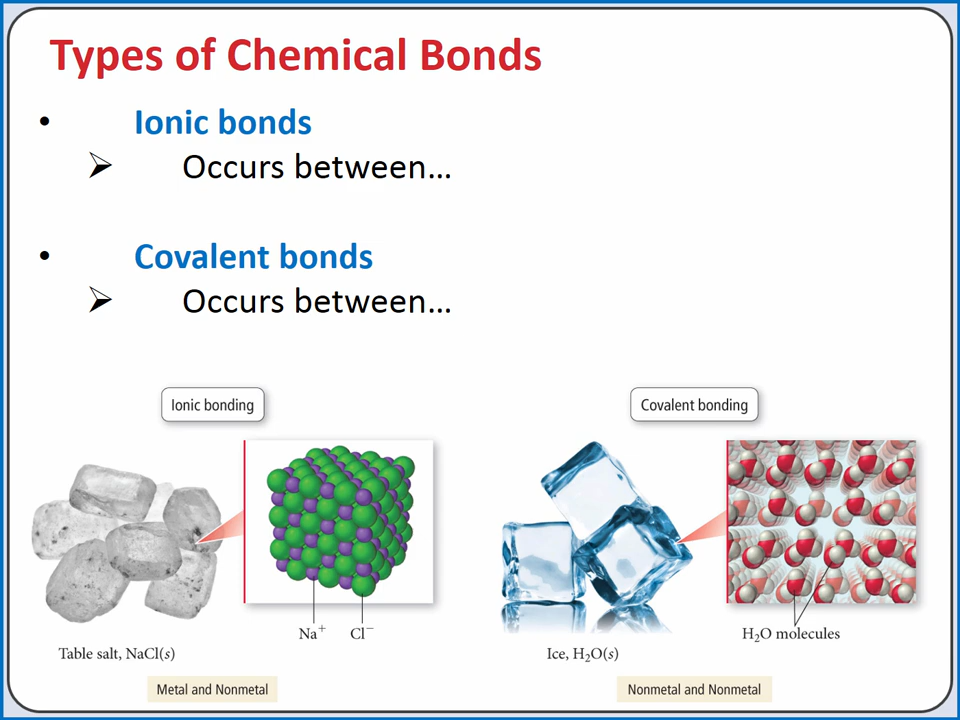 Types of Chemical Bonds
• Ionic bonds
➢ Occurs between…
• Covalent bonds
➢ Occurs between…
Ionic bonding
Covalent bonding
Na⁺ Cl⁻
H₂O molecules
Table salt, NaCl(s)
Ice, H₂O(s)
Metal and Nonmetal
Nonmetal and Nonmetal